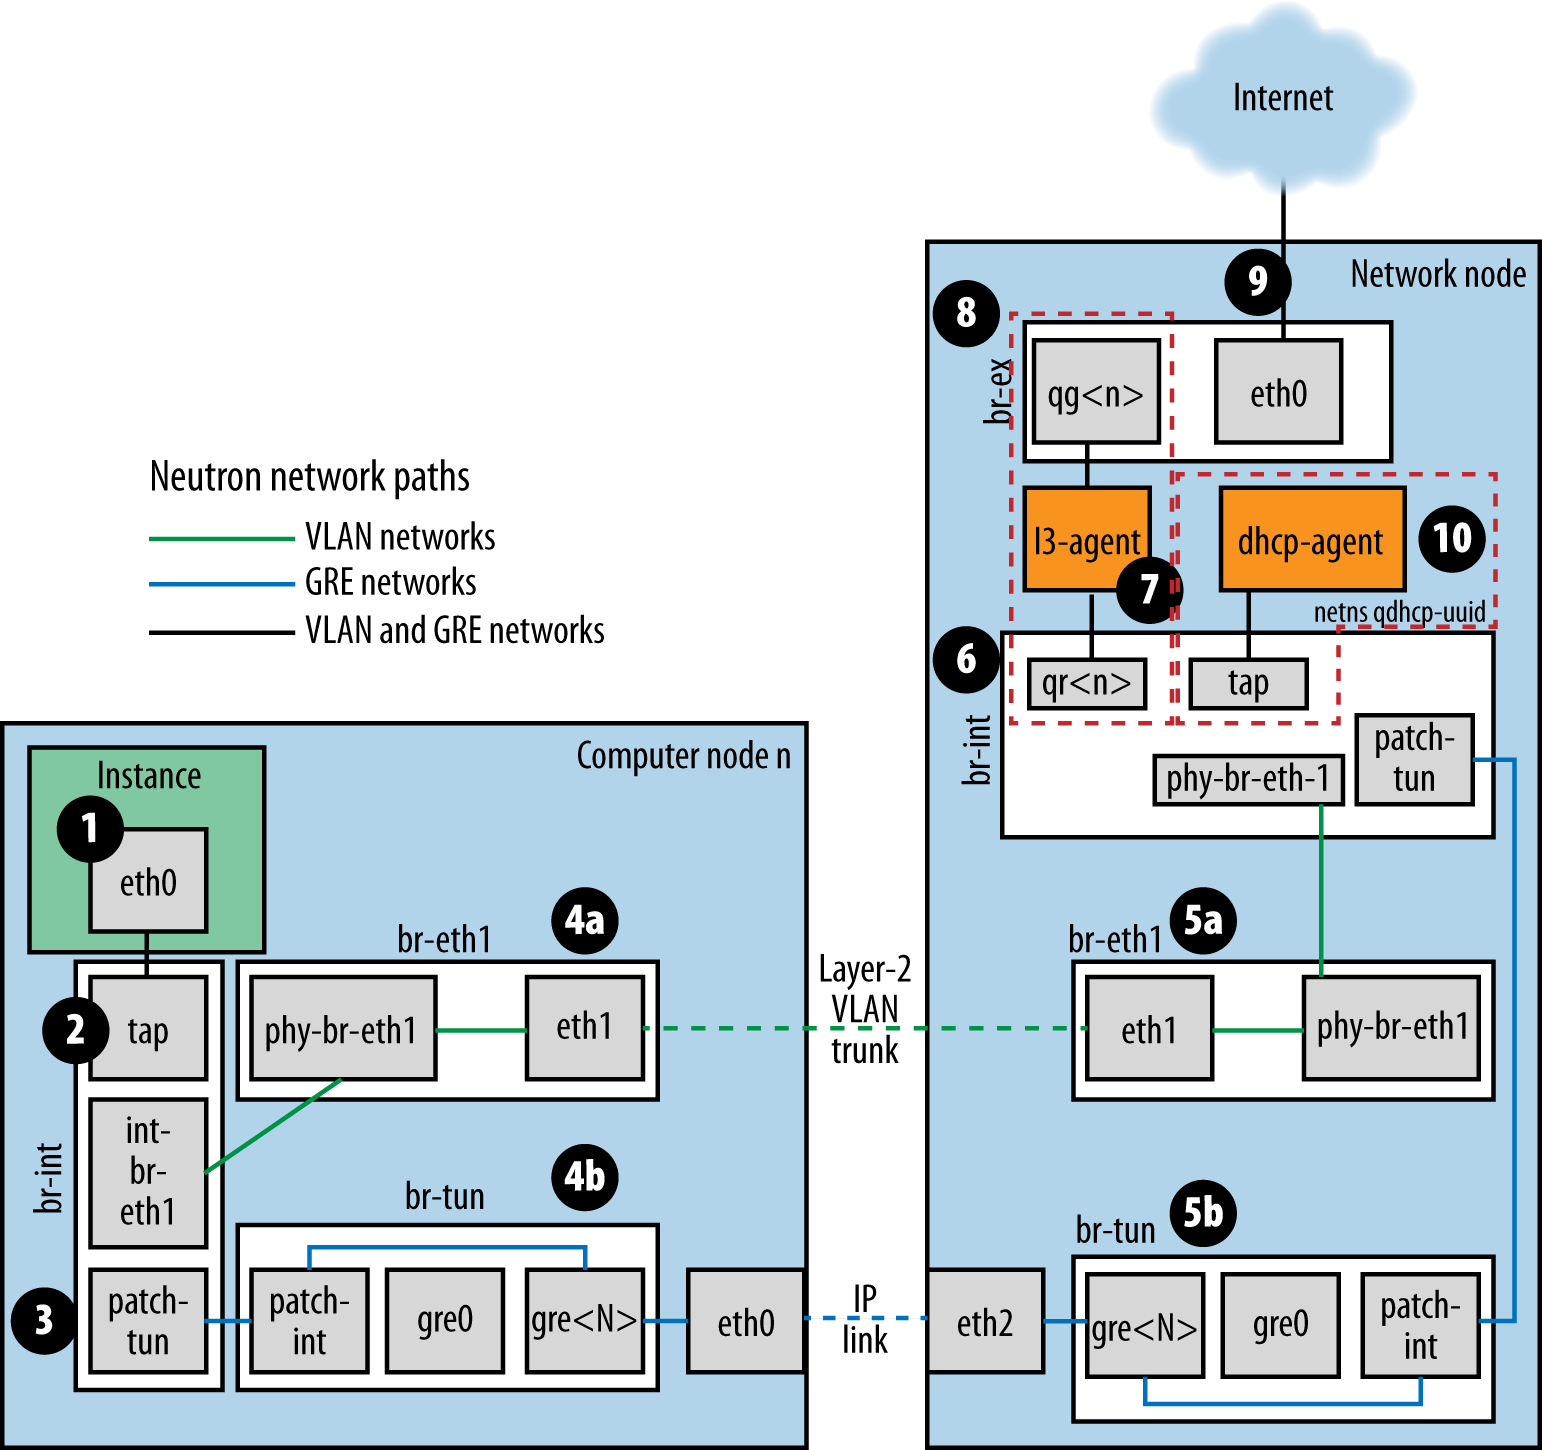 Internet
Network node
9
8
br-ex
qg<n>
eth0
l3-agent
dhcp-agent
10
7
netns qdhcp-uuid
6
qr<n>
tap
br-int
patch-
tun
phy-br-eth-1
Neutron network paths
VLAN networks
GRE networks
VLAN and GRE networks
Computer node n
Instance
1
eth0
2
tap
int-
br-
eth1
br-int
3
patch-
tun
br-eth1
4a
phy-br-eth1
eth1
br-tun
4b
patch-
int
gre0
gre<N>
eth0
Layer-2
VLAN
trunk
IP
link
br-eth1
5a
eth1
phy-br-eth1
br-tun
5b
eth2
gre<N>
gre0
patch-
int